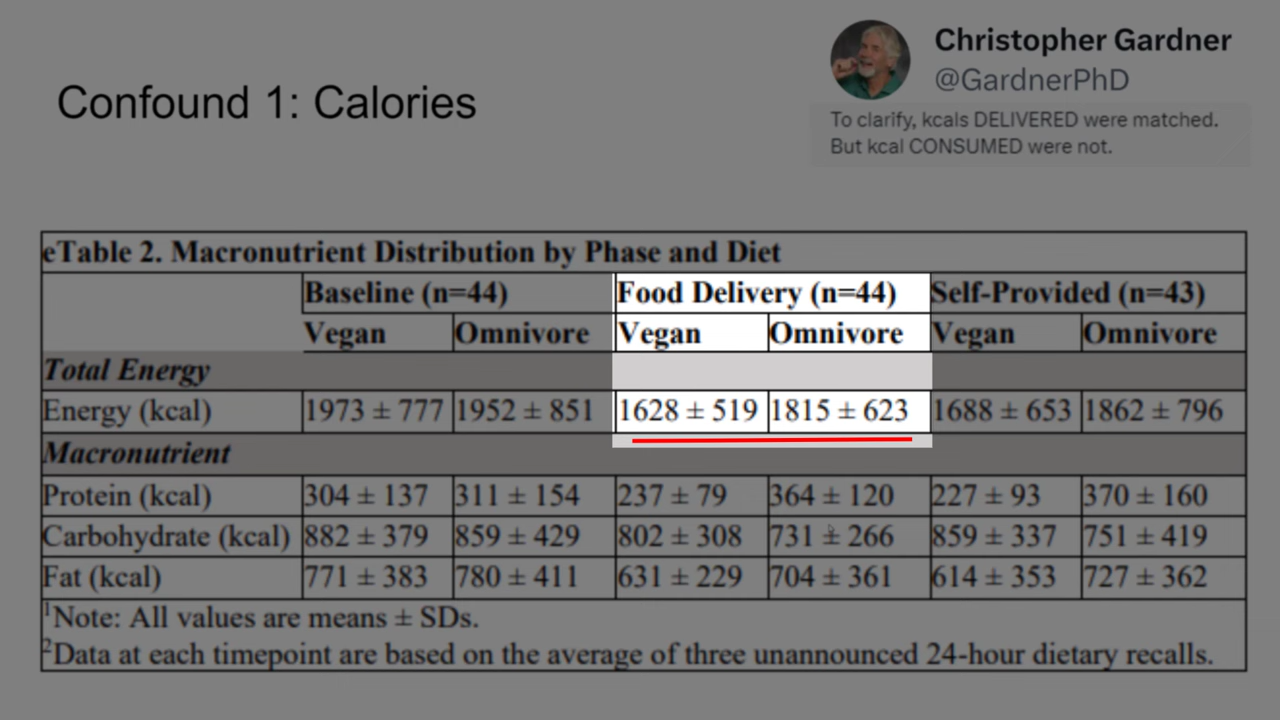 Christopher Gardner
@GardnerPhD
Confound 1: Calories
To clarify, kcals DELIVERED were matched.
But kcal CONSUMED were not.
eTable 2. Macronutrient Distribution by Phase and Diet
Baseline (n=44) Food Delivery (n=44) Self-Provided (n=43)
Vegan Omnivore Vegan Omnivore Vegan Omnivore
Total Energy
Energy (kcal) 1973 ± 777 1952 ± 851 1628 ± 519 1815 ± 623 1688 ± 653 1862 ± 796
Macronutrient
Protein (kcal) 304 ± 137 311 ± 154 237 ± 79 364 ± 120 227 ± 93 370 ± 160
Carbohydrate (kcal) 882 ± 379 859 ± 429 802 ± 308 731 ± 266 859 ± 337 751 ± 419
Fat (kcal) 771 ± 383 780 ± 411 631 ± 229 704 ± 361 614 ± 353 727 ± 362
1Note: All values are means ± SDs.
2Data at each timepoint are based on the average of three unannounced 24-hour dietary recalls.